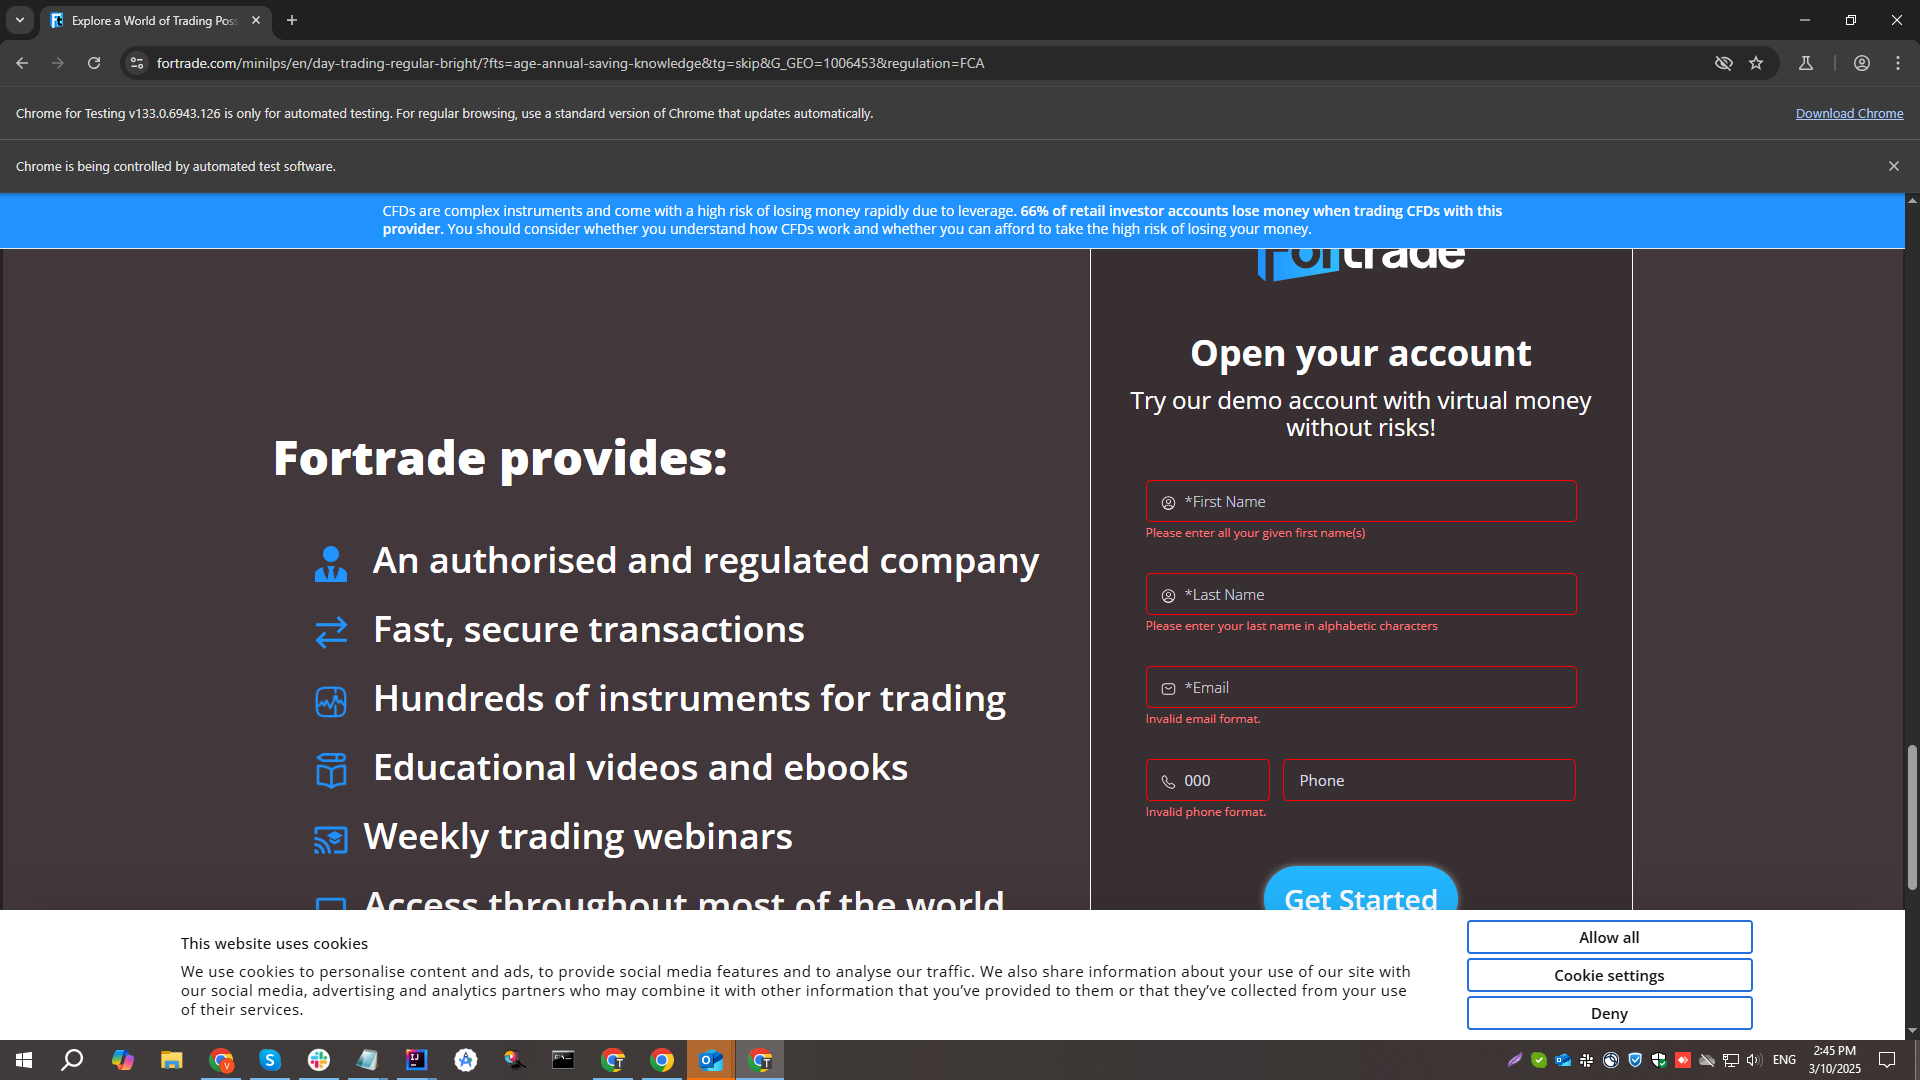 Explore a World of Trading Pos
fortrade.com/minilps/en/day-trading-regular-bright/?fts=age-annual-saving-knowledge&tg=skip&G_GEO=1006453&regulation=FCA
Chrome for Testing v133.0.6943.126 is only for automated testing. For regular browsing, use a standard version of Chrome that updates automatically.
Download Chrome
Chrome is being controlled by automated test software.
CFDs are complex instruments and come with a high risk of losing money rapidly due to leverage. 66% of retail investor accounts lose money when trading CFDs with this
provider. You should consider whether you understand how CFDs work and whether you can afford to take the high risk of losing your money.
Fortrade
Open your account
Try our demo account with virtual money
without risks!
Fortrade provides:
An authorised and regulated company
Fast, secure transactions
Hundreds of instruments for trading
Educational videos and ebooks
Weekly trading webinars
Access throughout most of the world
*First Name
Please enter all your given first name(s)
*Last Name
Please enter your last name in alphabetic characters
*Email
Invalid email format.
000
Phone
Invalid phone format.
Get Started
This website uses cookies
We use cookies to personalise content and ads, to provide social media features and to analyse our traffic. We also share information about your use of our site with
our social media, advertising and analytics partners who may combine it with other information that you've provided to them or that they've collected from your use
of their services.
Allow all
Cookie settings
Deny
ENG
2:45 PM
3/10/2025